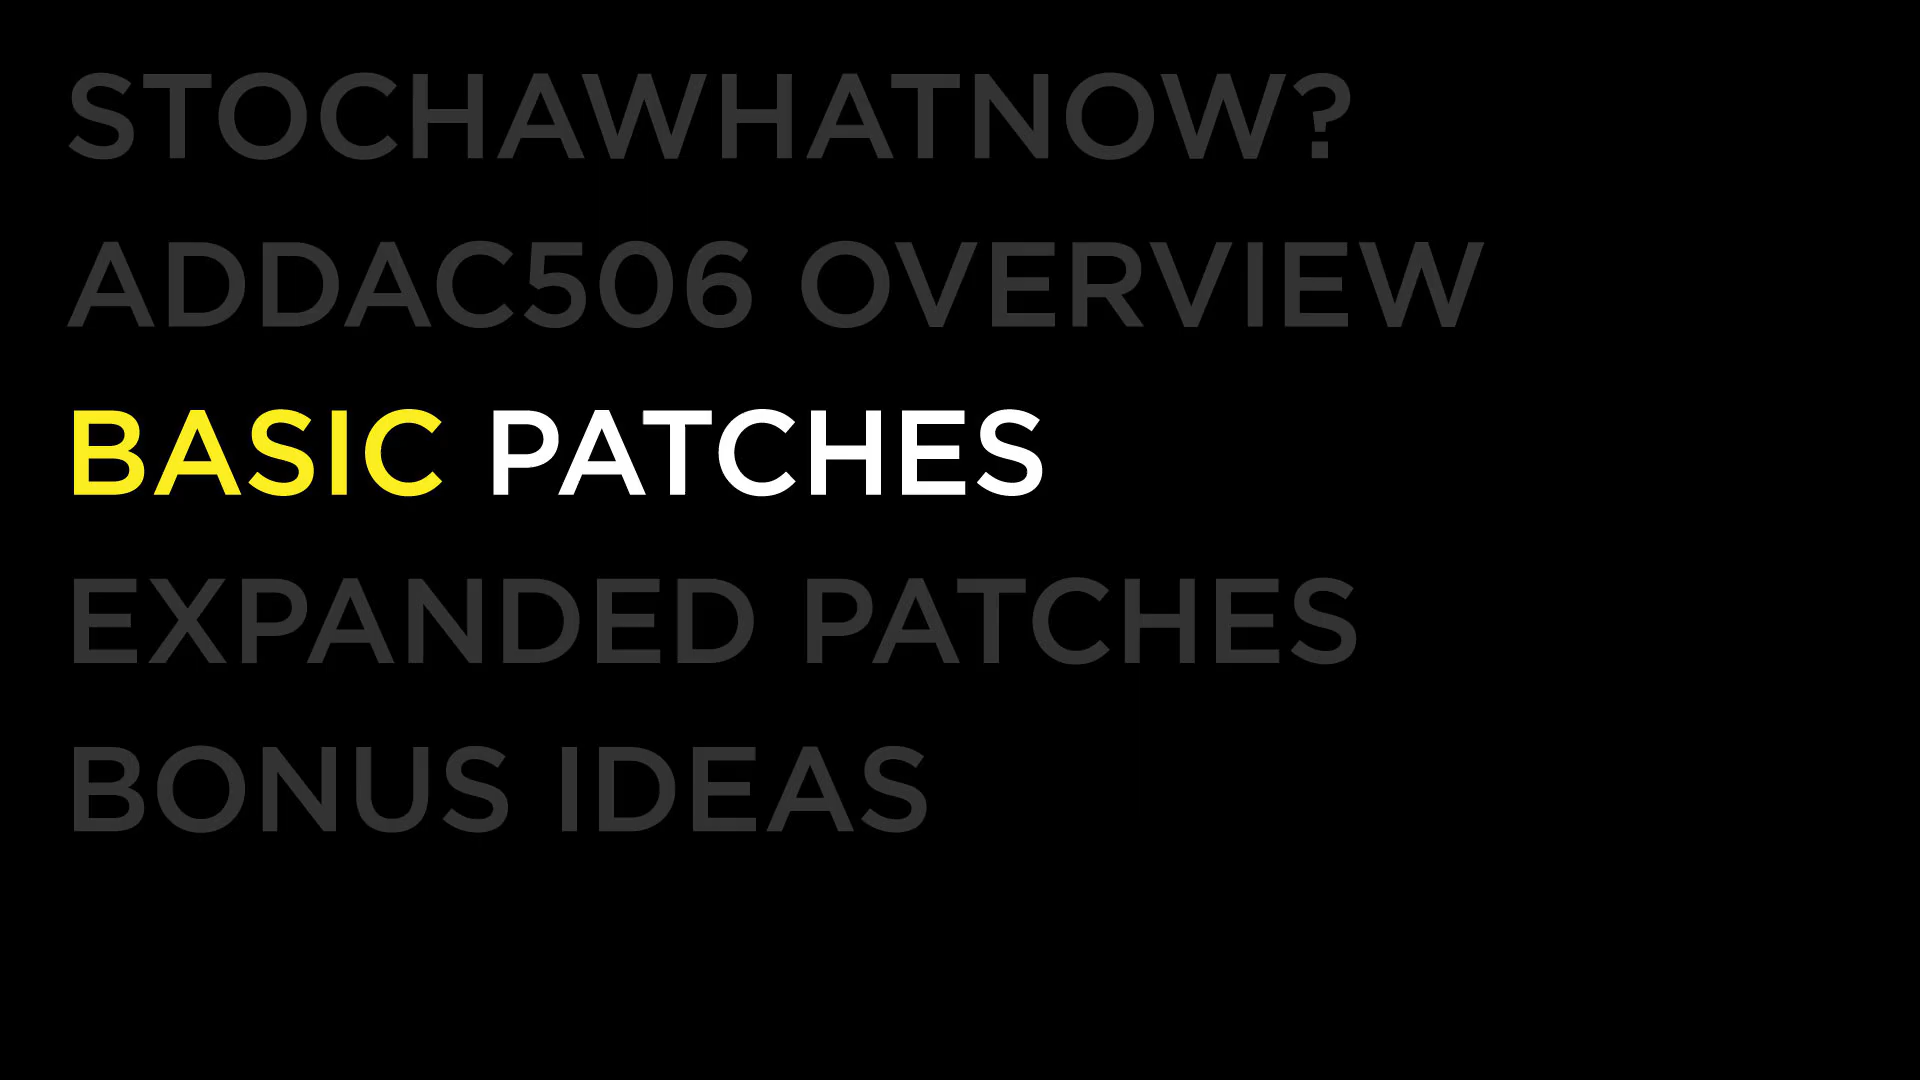 STOCHAWHATNOW?
ADDAC506 OVERVIEW
BASIC PATCHES
EXPANDED PATCHES
BONUS IDEAS